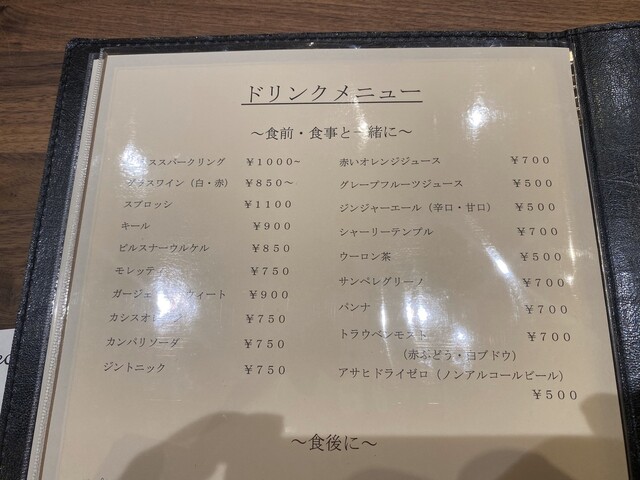 ドリンクメニュー
～食前・食事と一緒に～
ススパークリング ￥１０００~
グラスワイン（白・赤） ￥８５０～
スプロッシ ￥１１００
キール ￥９００
ピルスナーウルケル ￥８５０
モレッティ ￥７５０
ガージェ ウィート ￥９００
カシスオレンジ ￥７５０
カンパリソーダ ￥７５０
ジントニック ￥７５０
赤いオレンジジュース ￥７００
グレープフルーツジュース ￥５００
ジンジャーエール（辛口・甘口） ￥５００
シャーリーテンプル ￥７００
ウーロン茶 ￥５００
サンペレグリーノ ￥７００
パンナ ￥７００
トラウベンモスト ￥７００
（赤ぶどう・白ブドウ）
アサヒドライゼロ（ノンアルコールビール）
￥５００
～食後に～